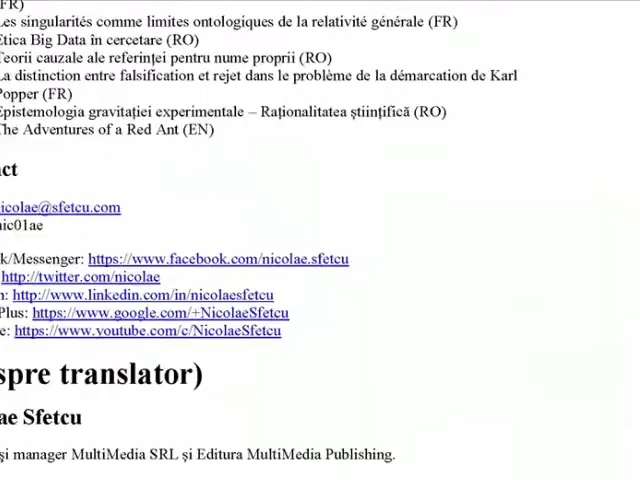 (FR)
Les singularités comme limites ontologiques de la relativité générale (FR)
Etica Big Data în cercetare (RO)
Teorii cauzale ale referinței pentru nume proprii (RO)
La distinction entre falsification et rejet dans le problème de la démarcation de Karl
Popper (FR)
Epistemologia gravitației experimentale – Raționalitatea științifică (RO)
The Adventures of a Red Ant (EN)
act
icolae@sfetcu.com
nic01ae
k/Messenger: https://www.facebook.com/nicolae.sfetcu
http://twitter.com/nicolae
n: http://www.linkedin.com/in/nicolaesfetcu
Plus: https://www.google.com/+NicolaeSfetcu
e: https://www.youtube.com/c/NicolaeSfetcu
spre translator)
ae Sfetcu
și manager MultiMedia SRL și Editura MultiMedia Publishing.